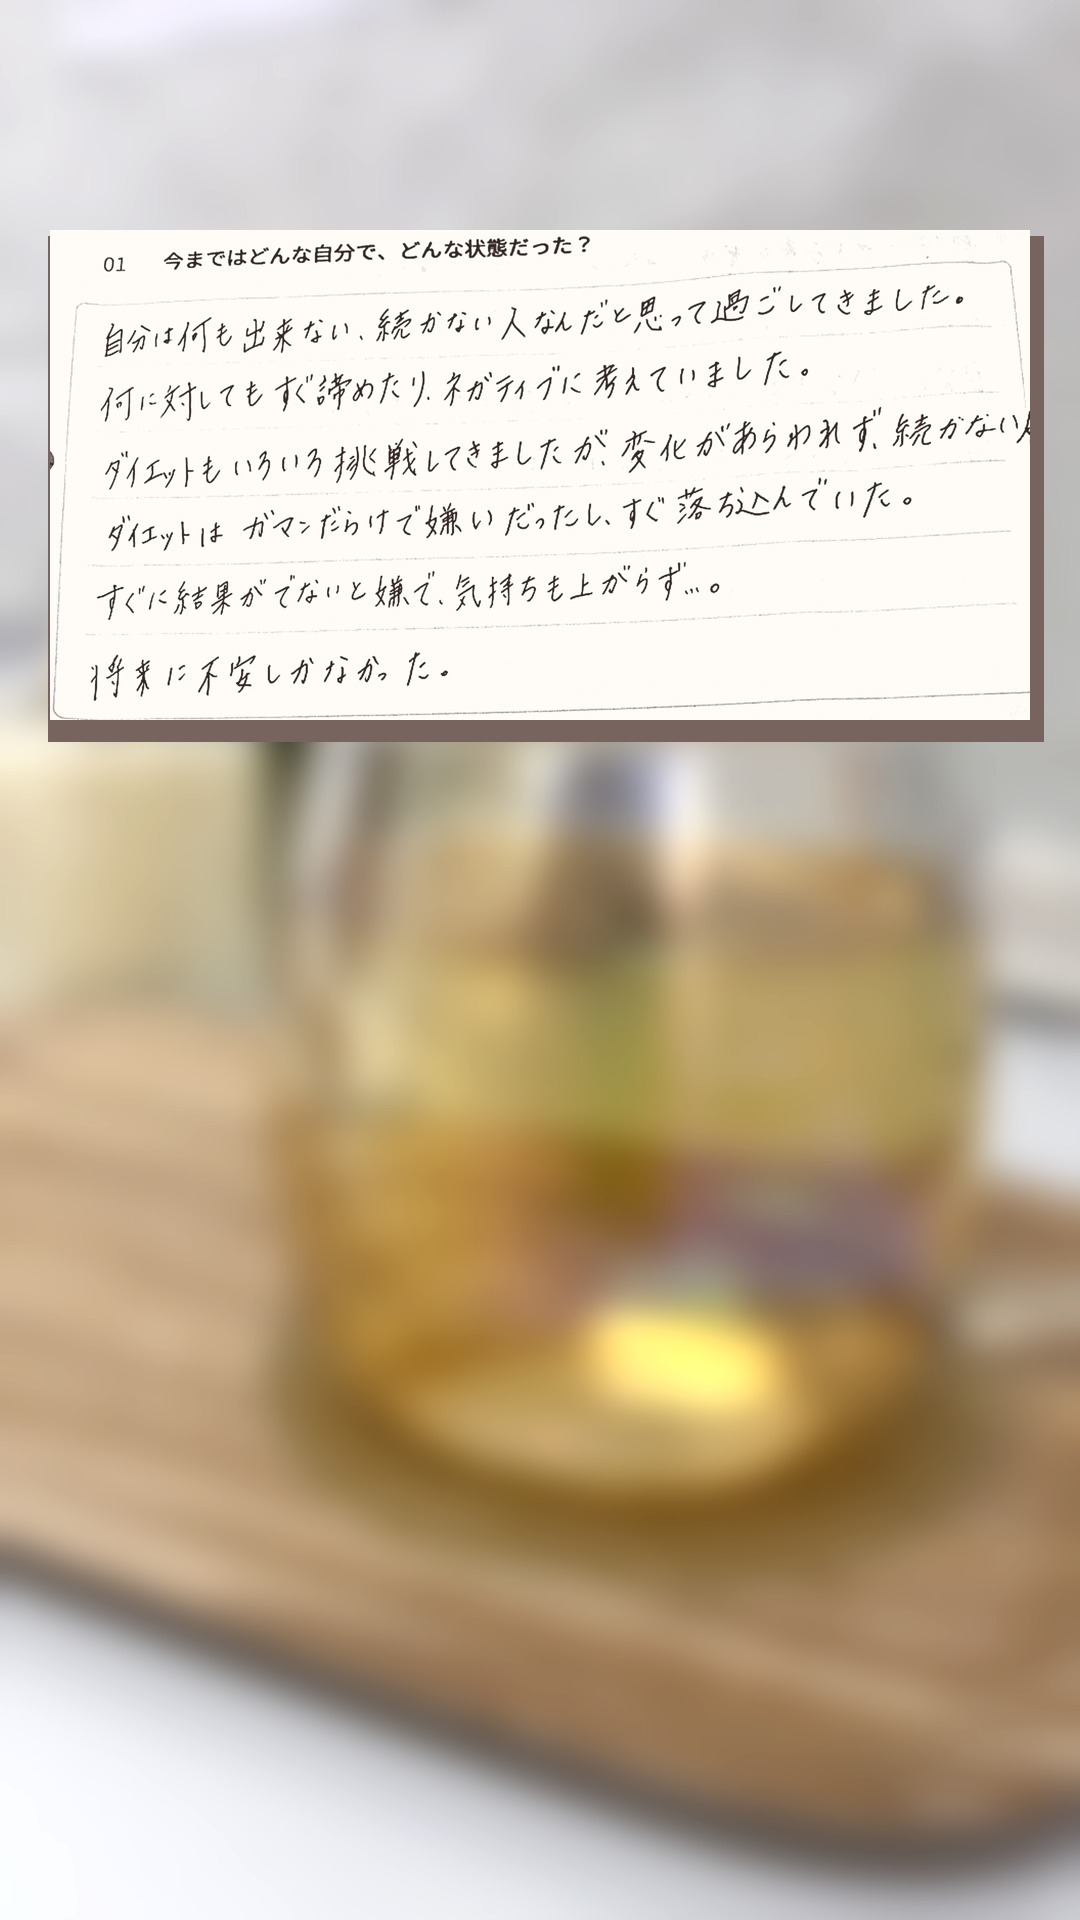 01 今まではどんな自分で、どんな状態だった？
自分は何も出来ない、続かない人なんだと思って過ごしてきました。
何に対してもすぐ諦めたり、ネガティブに考えていました。
ダイエットもいろいろ挑戦してきましたが、変化があらわれず、続かない人
ダイエットはガマンだらけで嫌いだったし、すぐ落ち込んでいた。
すぐに結果がでないと嫌で、気持ちも上がらず…。
将来に不安しかなかった。